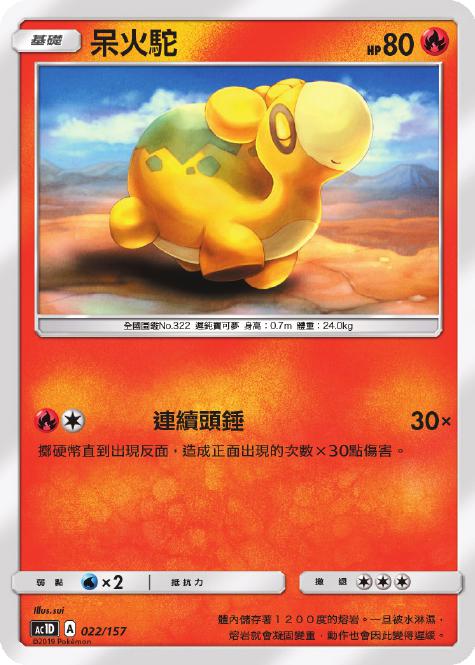 基礎 呆火駝 HP80
全國圖鑑No.322 遲鈍寶可夢 身高：0.7m 體重：24.0kg
連續頭錘 30×
擲硬幣直到出現反面，造成正面出現的次數×30點傷害。
弱點 ×2 抵抗力 撤退
Illus.sui
AC1D A 022/157
©2019 Pokémon
體內儲存著１２００度的熔岩。一旦被水淋濕，
熔岩就會凝固變重，動作也會因此變得遲緩。